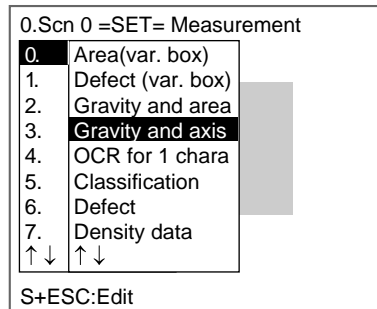 0.Scn 0 =SET= Measurement
0. Area(var. box)
1. Defect (var. box)
2. Gravity and area
3. Gravity and axis
4. OCR for 1 chara
5. Classification
6. Defect
7. Density data
↑↓ ↑↓
S+ESC:Edit